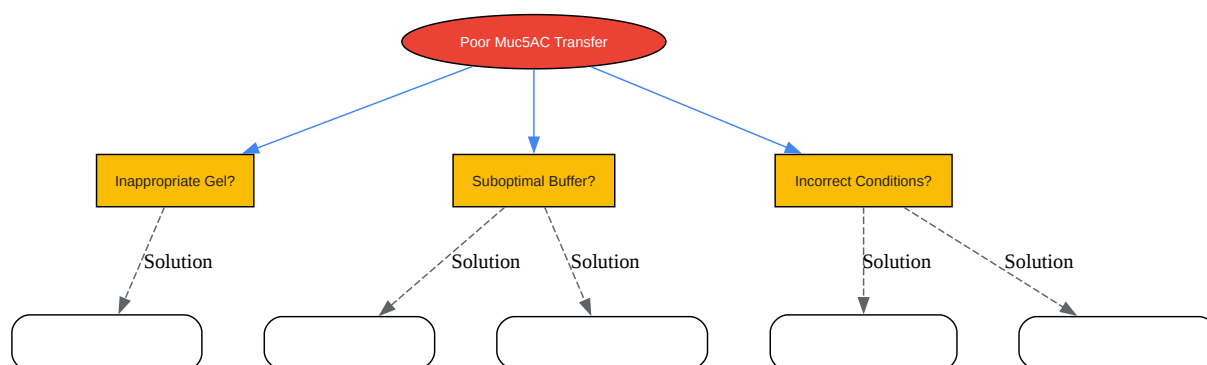 Poor Muc5AC Transfer
Inappropriate Gel?
Suboptimal Buffer?
Incorrect Conditions?
Solution
Solution
Solution
Solution
Solution